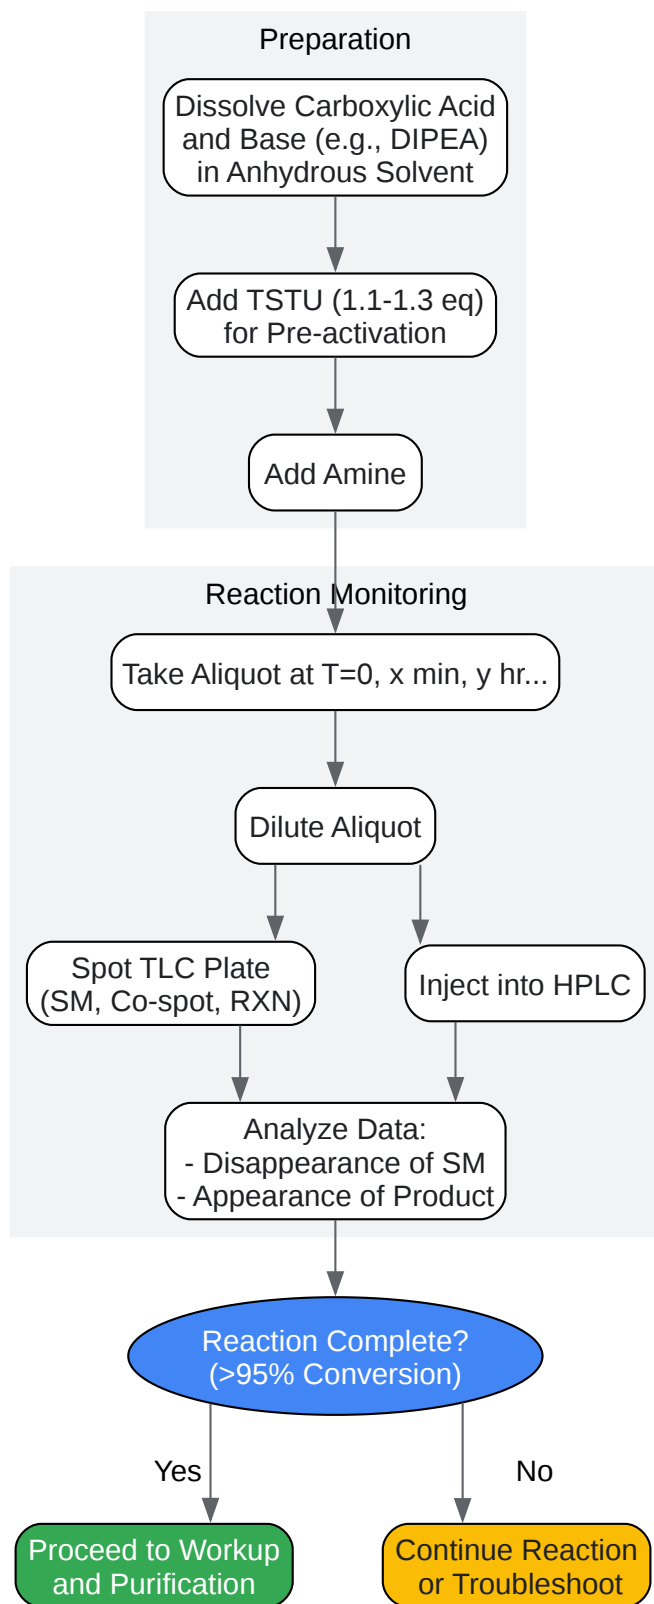 Preparation
Dissolve Carboxylic Acid
and Base (e.g., DIPEA)
in Anhydrous Solvent
Add TSTU (1.1-1.3 eq)
for Pre-activation
Add Amine
Reaction Monitoring
Take Aliquot at T=0, x min, y hr...
Dilute Aliquot
Spot TLC Plate
(SM, Co-spot, RXN)
Inject into HPLC
Analyze Data:
- Disappearance of SM
- Appearance of Product
Reaction Complete?
(>95% Conversion)
Yes
No
Proceed to Workup
and Purification
Continue Reaction
or Troubleshoot